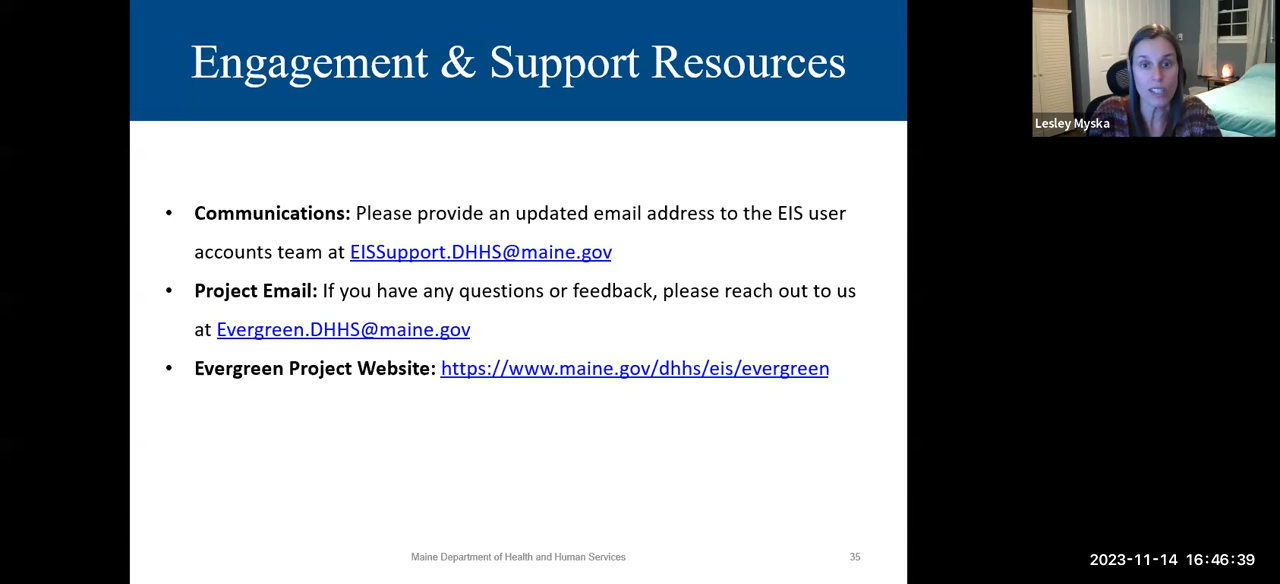 Engagement & Support Resources
Lesley Myska
• Communications: Please provide an updated email address to the EIS user
accounts team at EISSupport.DHHS@maine.gov
• Project Email: If you have any questions or feedback, please reach out to us
at Evergreen.DHHS@maine.gov
• Evergreen Project Website: https://www.maine.gov/dhhs/eis/evergreen
Maine Department of Health and Human Services
35
2023-11-14 16:46:39